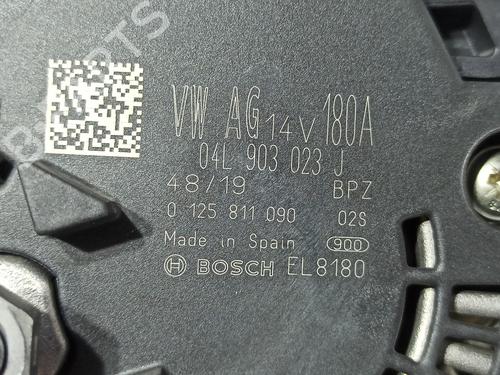 VW AG 14V 180A
04L 903 023 J
48/19 BPZ
0 125 811 090 02S
Made in Spain 900
BOSCH EL8180